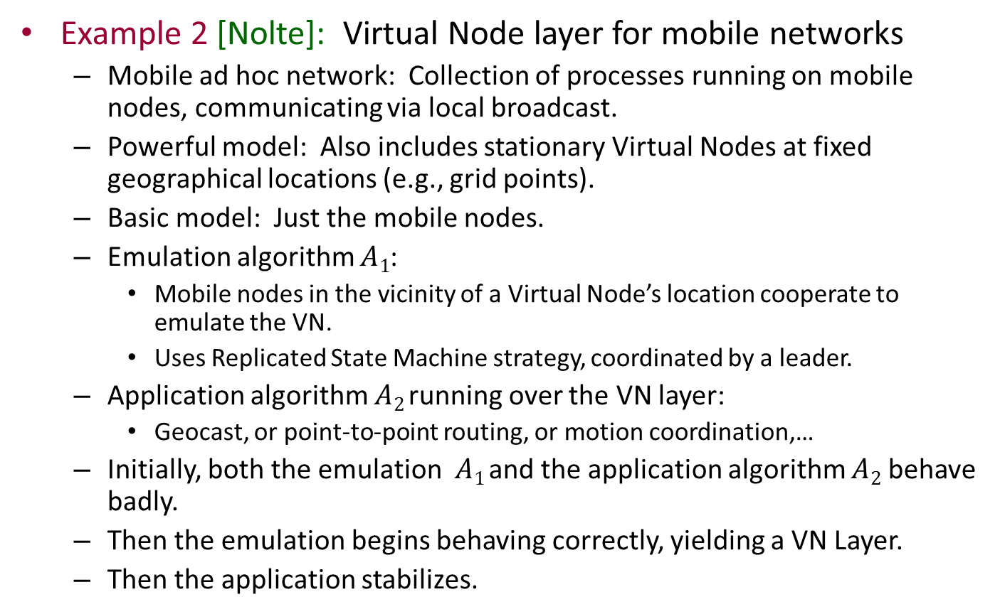 • Example 2 [Nolte]: Virtual Node layer for mobile networks
– Mobile ad hoc network: Collection of processes running on mobile
nodes, communicating via local broadcast.
– Powerful model: Also includes stationary Virtual Nodes at fixed
geographical locations (e.g., grid points).
– Basic model: Just the mobile nodes.
– Emulation algorithm A₁:
• Mobile nodes in the vicinity of a Virtual Node’s location cooperate to
emulate the VN.
• Uses Replicated State Machine strategy, coordinated by a leader.
– Application algorithm A₂ running over the VN layer:
• Geocast, or point-to-point routing, or motion coordination,…
– Initially, both the emulation A₁ and the application algorithm A₂ behave
badly.
– Then the emulation begins behaving correctly, yielding a VN Layer.
– Then the application stabilizes.